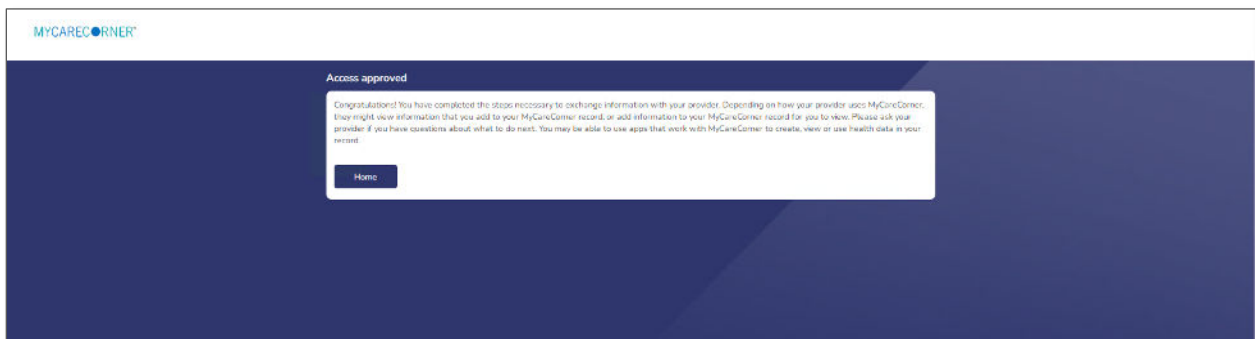 MYCARECORNER™
Access approved
Congratulations! You have completed the steps necessary to exchange information with your provider. Depending on how your provider uses MyCareCorner,
they might view information that you add to your MyCareCorner record, or add information to your MyCareCorner record for you to view. Please ask your
provider if you have questions about what to do next. You may be able to use apps that work with MyCareCorner to create, view or use health data in your
record.
Home